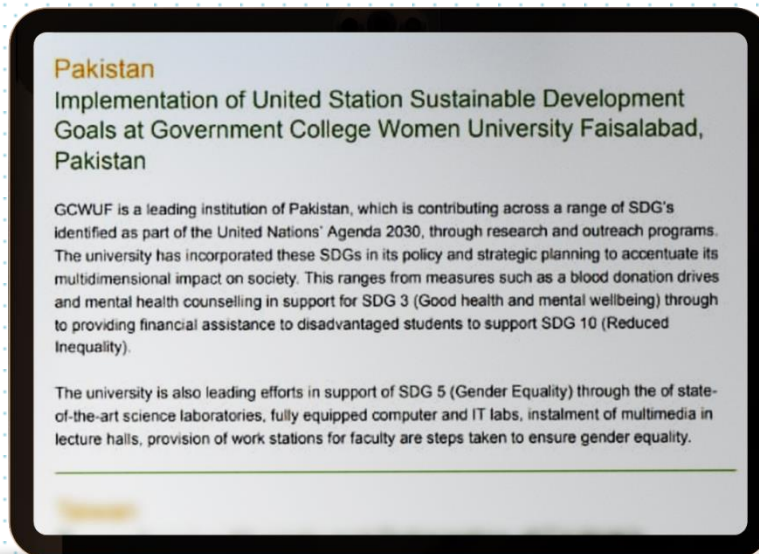 Pakistan
Implementation of United Station Sustainable Development
Goals at Government College Women University Faisalabad,
Pakistan
GCWUF is a leading institution of Pakistan, which is contributing across a range of SDG's
identified as part of the United Nations' Agenda 2030, through research and outreach programs.
The university has incorporated these SDGs in its policy and strategic planning to accentuate its
multidimensional impact on society. This ranges from measures such as a blood donation drives
and mental health counselling in support for SDG 3 (Good health and mental wellbeing) through
to providing financial assistance to disadvantaged students to support SDG 10 (Reduced
Inequality).
The university is also leading efforts in support of SDG 5 (Gender Equality) through the of state-
of-the-art science laboratories, fully equipped computer and IT labs, instalment of multimedia in
lecture halls, provision of work stations for faculty are steps taken to ensure gender equality.